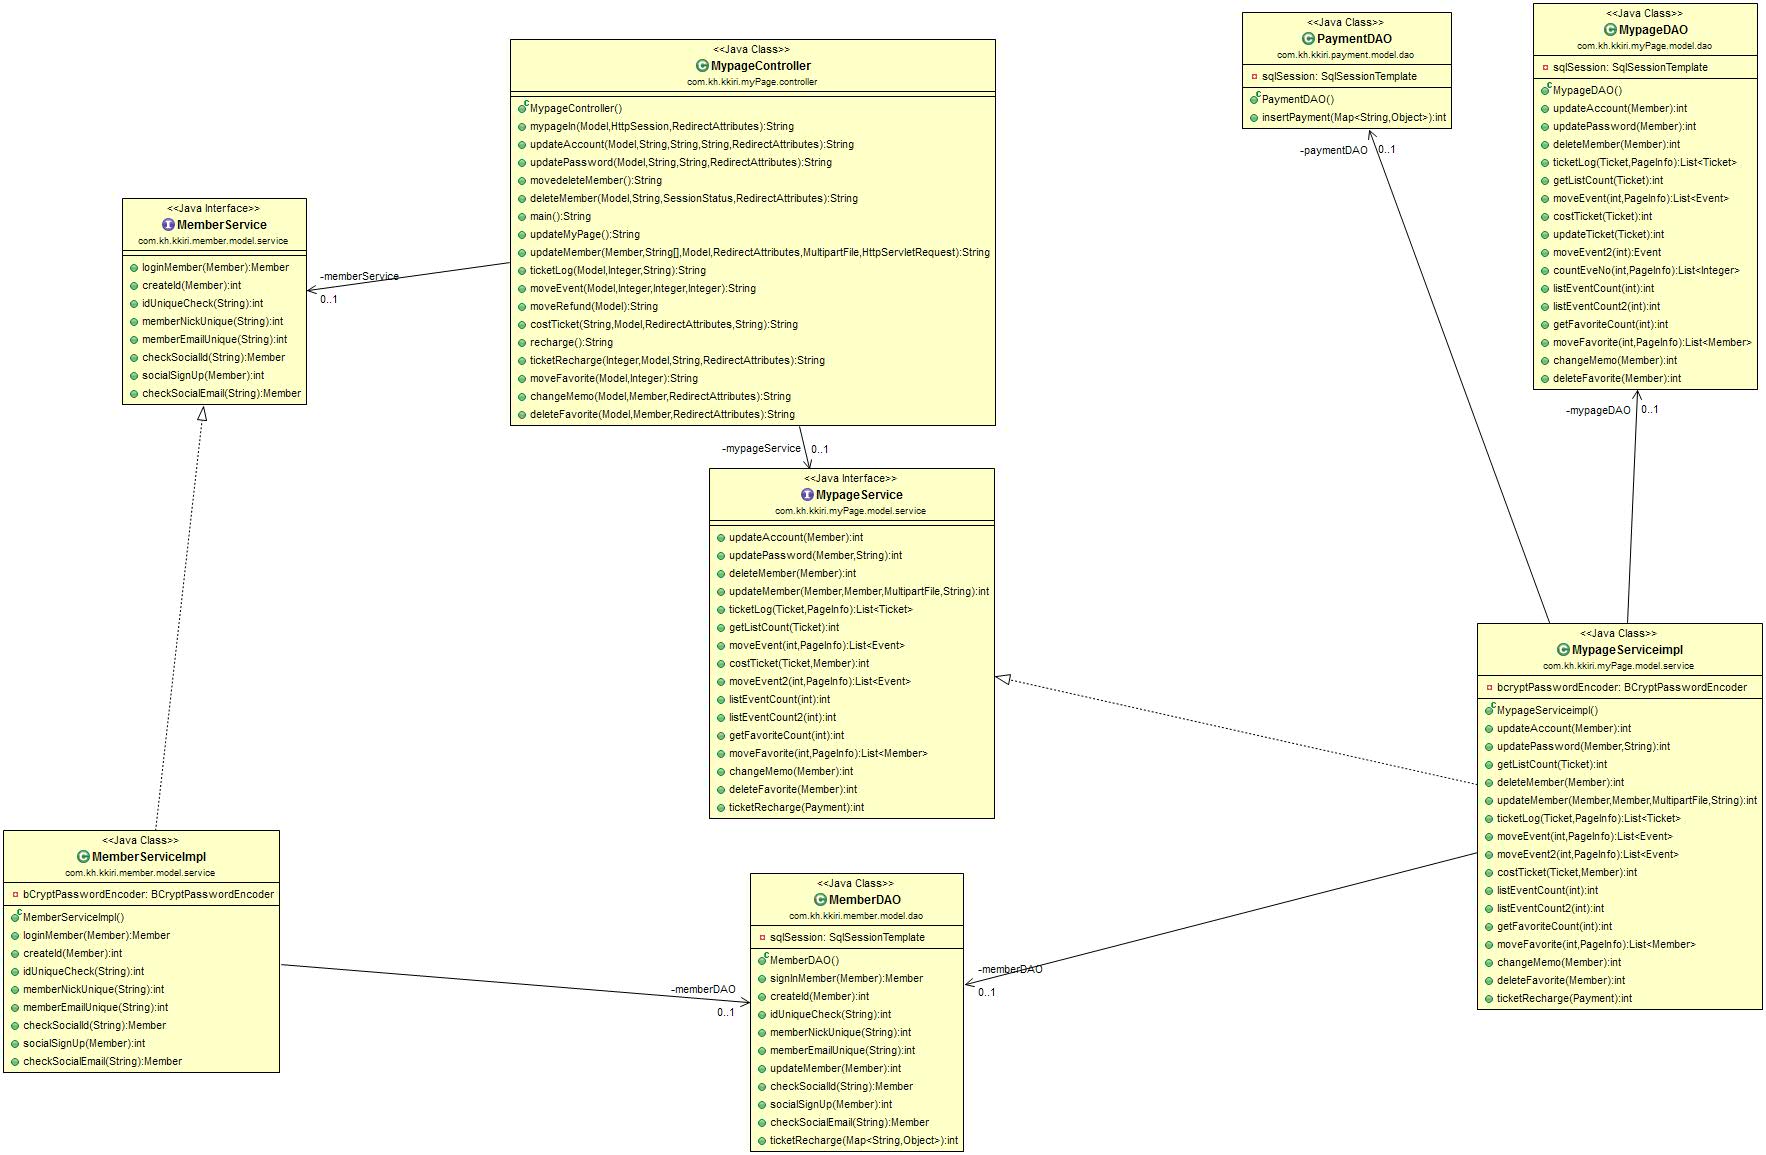 <<Java Class>>
MypageController
com.kh.kkiri.myPage.controller
MypageController()
mypageIn(Model,HttpSession,RedirectAttributes):String
updateAccount(Model,String,String,String,RedirectAttributes):String
updatePassword(Model,String,String,RedirectAttributes):String
movedeleteMember():String
deleteMember(Model,String,SessionStatus,RedirectAttributes):String
main():String
updateMyPage():String
updateMember(Member,String[],Model,RedirectAttributes,MultipartFile,HttpServletRequest):String
ticketLog(Model,Integer,String):String
moveEvent(Model,Integer,Integer,Integer):String
moveRefund(Model):String
costTicket(String,Model,RedirectAttributes,String):String
recharge():String
ticketRecharge(Integer,Model,String,RedirectAttributes):String
moveFavorite(Model,Integer):String
changeMemo(Model,Member,RedirectAttributes):String
deleteFavorite(Model,Member,RedirectAttributes):String
<<Java Class>>
PaymentDAO
com.kh.kkiri.payment.model.dao
sqlSession: SqlSessionTemplate
PaymentDAO()
insertPayment(Map<String,Object>):int
-paymentDAO
0..1
<<Java Class>>
MypageDAO
com.kh.kkiri.myPage.model.dao
sqlSession: SqlSessionTemplate
MypageDAO()
updateAccount(Member):int
updatePassword(Member):int
deleteMember(Member):int
ticketLog(Ticket,PageInfo):List<Ticket>
getListCount(Ticket):int
moveEvent(int,PageInfo):List<Event>
costTicket(Ticket):int
updateTicket(Ticket):int
moveEvent2(int):Event
countEveNo(int,PageInfo):List<Integer>
listEventCount(int):int
listEventCount2(int):int
getFavoriteCount(int):int
moveFavorite(int,PageInfo):List<Member>
changeMemo(Member):int
deleteFavorite(Member):int
-mypageDAO
0..1
<<Java Interface>>
MemberService
com.kh.kkiri.member.model.service
loginMember(Member):Member
createId(Member):int
idUniqueCheck(String):int
memberNickUnique(String):int
memberEmailUnique(String):int
checkSocialId(String):Member
socialSignUp(Member):int
checkSocialEmail(String):Member
-memberService
0..1
-mypageService
0..1
<<Java Interface>>
MypageService
com.kh.kkiri.myPage.model.service
updateAccount(Member):int
updatePassword(Member,String):int
deleteMember(Member):int
updateMember(Member,Member,MultipartFile,String):int
ticketLog(Ticket,PageInfo):List<Ticket>
getListCount(Ticket):int
moveEvent(int,PageInfo):List<Event>
costTicket(Ticket,Member):int
moveEvent2(int,PageInfo):List<Event>
listEventCount(int):int
listEventCount2(int):int
getFavoriteCount(int):int
moveFavorite(int,PageInfo):List<Member>
changeMemo(Member):int
deleteFavorite(Member):int
ticketRecharge(Payment):int
<<Java Class>>
MypageServiceimpl
com.kh.kkiri.myPage.model.service
bcryptPasswordEncoder: BCryptPasswordEncoder
MypageServiceimpl()
updateAccount(Member):int
updatePassword(Member,String):int
getListCount(Ticket):int
deleteMember(Member):int
updateMember(Member,Member,MultipartFile,String):int
ticketLog(Ticket,PageInfo):List<Ticket>
moveEvent(int,PageInfo):List<Event>
moveEvent2(int,PageInfo):List<Event>
costTicket(Ticket,Member):int
listEventCount(int):int
listEventCount2(int):int
getFavoriteCount(int):int
moveFavorite(int,PageInfo):List<Member>
changeMemo(Member):int
deleteFavorite(Member):int
ticketRecharge(Payment):int
<<Java Class>>
MemberServiceImpl
com.kh.kkiri.member.model.service
bCryptPasswordEncoder: BCryptPasswordEncoder
MemberServiceImpl()
loginMember(Member):Member
createId(Member):int
idUniqueCheck(String):int
memberNickUnique(String):int
memberEmailUnique(String):int
checkSocialId(String):Member
socialSignUp(Member):int
checkSocialEmail(String):Member
-memberDAO
0..1
<<Java Class>>
MemberDAO
com.kh.kkiri.member.model.dao
sqlSession: SqlSessionTemplate
MemberDAO()
signInMember(Member):Member
createId(Member):int
idUniqueCheck(String):int
memberNickUnique(String):int
memberEmailUnique(String):int
updateMember(Member):int
checkSocialId(String):Member
socialSignUp(Member):int
checkSocialEmail(String):Member
ticketRecharge(Map<String,Object>):int
-memberDAO
0..1